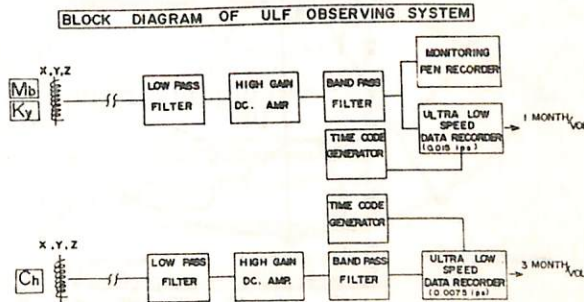 BLOCK DIAGRAM OF ULF OBSERVING SYSTEM
X,Y,Z
Mb
Ky
LOW PASS
FILTER
HIGH GAIN
DC. AMP.
BAND PASS
FILTER
MONITORING
PEN RECORDER
ULTRA LOW
SPEED
DATA RECORDER
(0.015 ips)
1 MONTH/VOL
TIME CODE
GENERATOR
TIME CODE
GENERATOR
X,Y,Z
Ch
LOW PASS
FILTER
HIGH GAIN
DC. AMP.
BAND PASS
FILTER
ULTRA LOW
SPEED
DATA RECORDER
(0.0075 ips)
3 MONTH/VOL